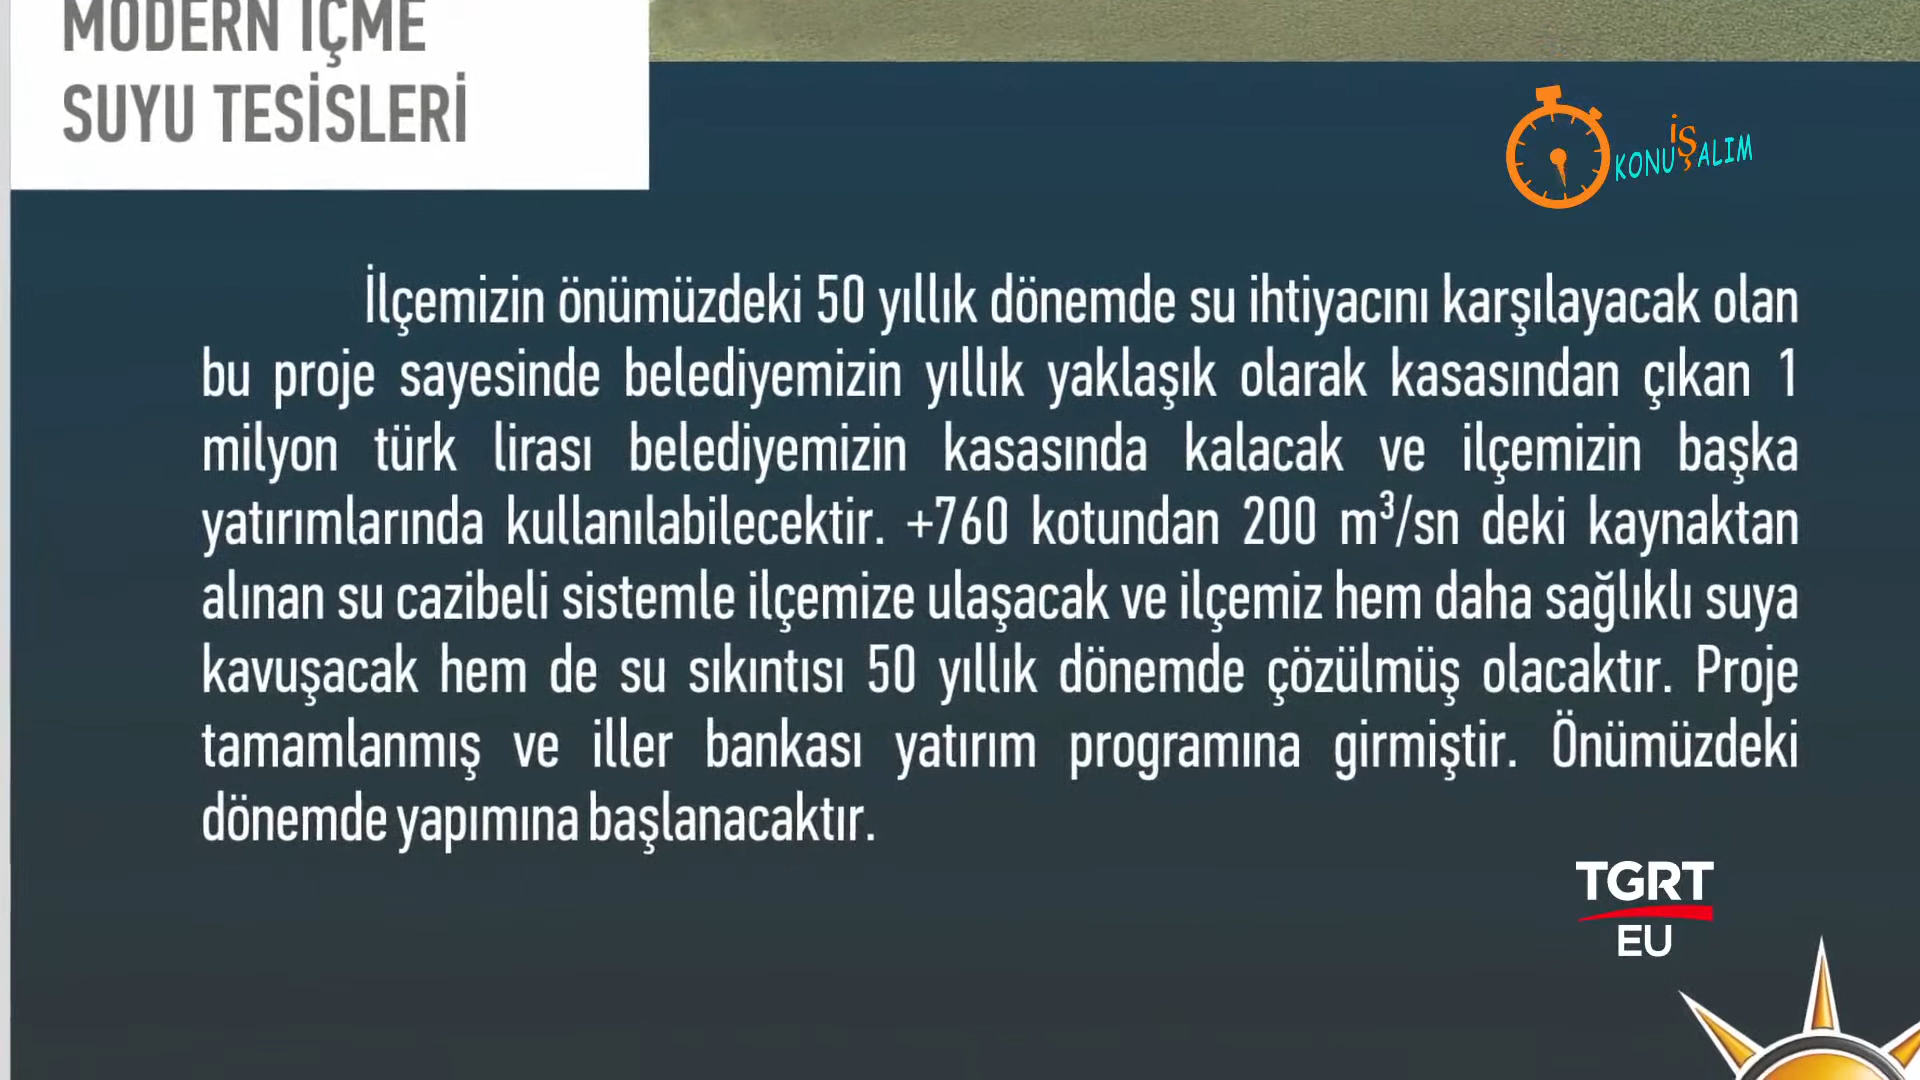 MODERN İÇME
SUYU TESİSLERİ
KONUŞALIM
İŞ
İlçemizin önümüzdeki 50 yıllık dönemde su ihtiyacını karşılayacak olan
bu proje sayesinde belediyemizin yıllık yaklaşık olarak kasasından çıkan 1
milyon türk lirası belediyemizin kasasında kalacak ve ilçemizin başka
yatırımlarında kullanılabilecektir. +760 kotundan 200 m³/sn deki kaynaktan
alınan su cazibeli sistemle ilçemize ulaşacak ve ilçemiz hem daha sağlıklı suya
kavuşacak hem de su sıkıntısı 50 yıllık dönemde çözülmüş olacaktır. Proje
tamamlanmış ve iller bankası yatırım programına girmiştir. Önümüzdeki
dönemde yapımına başlanacaktır.
TGRT
EU